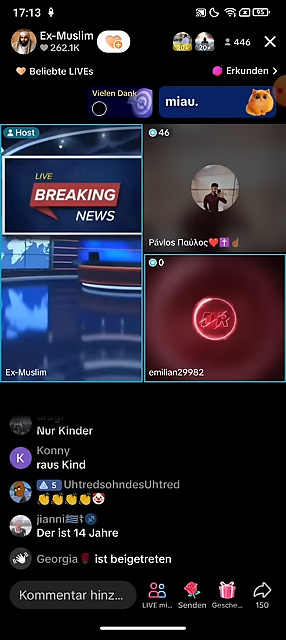 17:13
95
Ex-Muslim
262.1K
20+
20+
446
Beliebte LIVEs
Erkunden >
Vielen Dank
miau.
Host
LIVE
BREAKING
NEWS
Ex-Muslim
46
Pávlos Παύλος❤️✝️☝🏾
0
emilian29982
Nur Kinder
K
Konny
raus Kind
5 UhtredsohndesUhtred
👏👏👏👏🤡
jianni🇬🇷⚕️♐
Der ist 14 Jahre
Georgia🌹 ist beigetreten
Kommentar hinz...
LIVE mi...
Senden
Gesche...
150